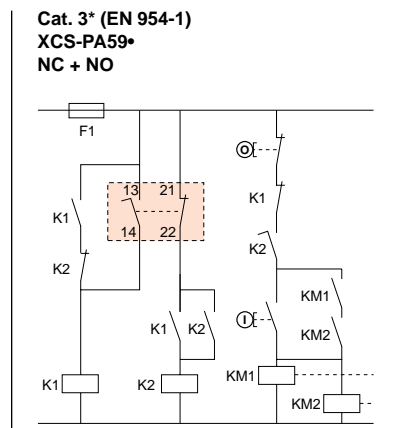 Cat. 3* (EN 954-1)
XCS-PA59•
NC + NO
F1
O
13 21
K1
K1
14 22
K2
K2
KM1
I
K1 K2
KM2
K1
K2
KM1
KM2